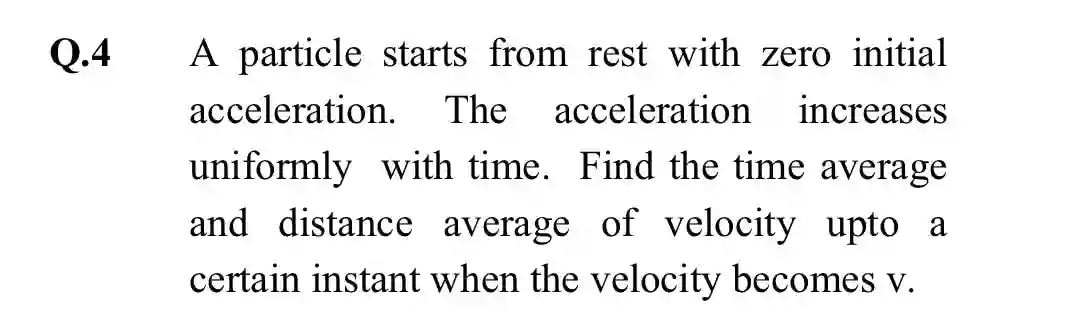 Q.4 A particle starts from rest with zero initial
acceleration. The acceleration increases
uniformly with time. Find the time average
and distance average of velocity upto a
certain instant when the velocity becomes v.